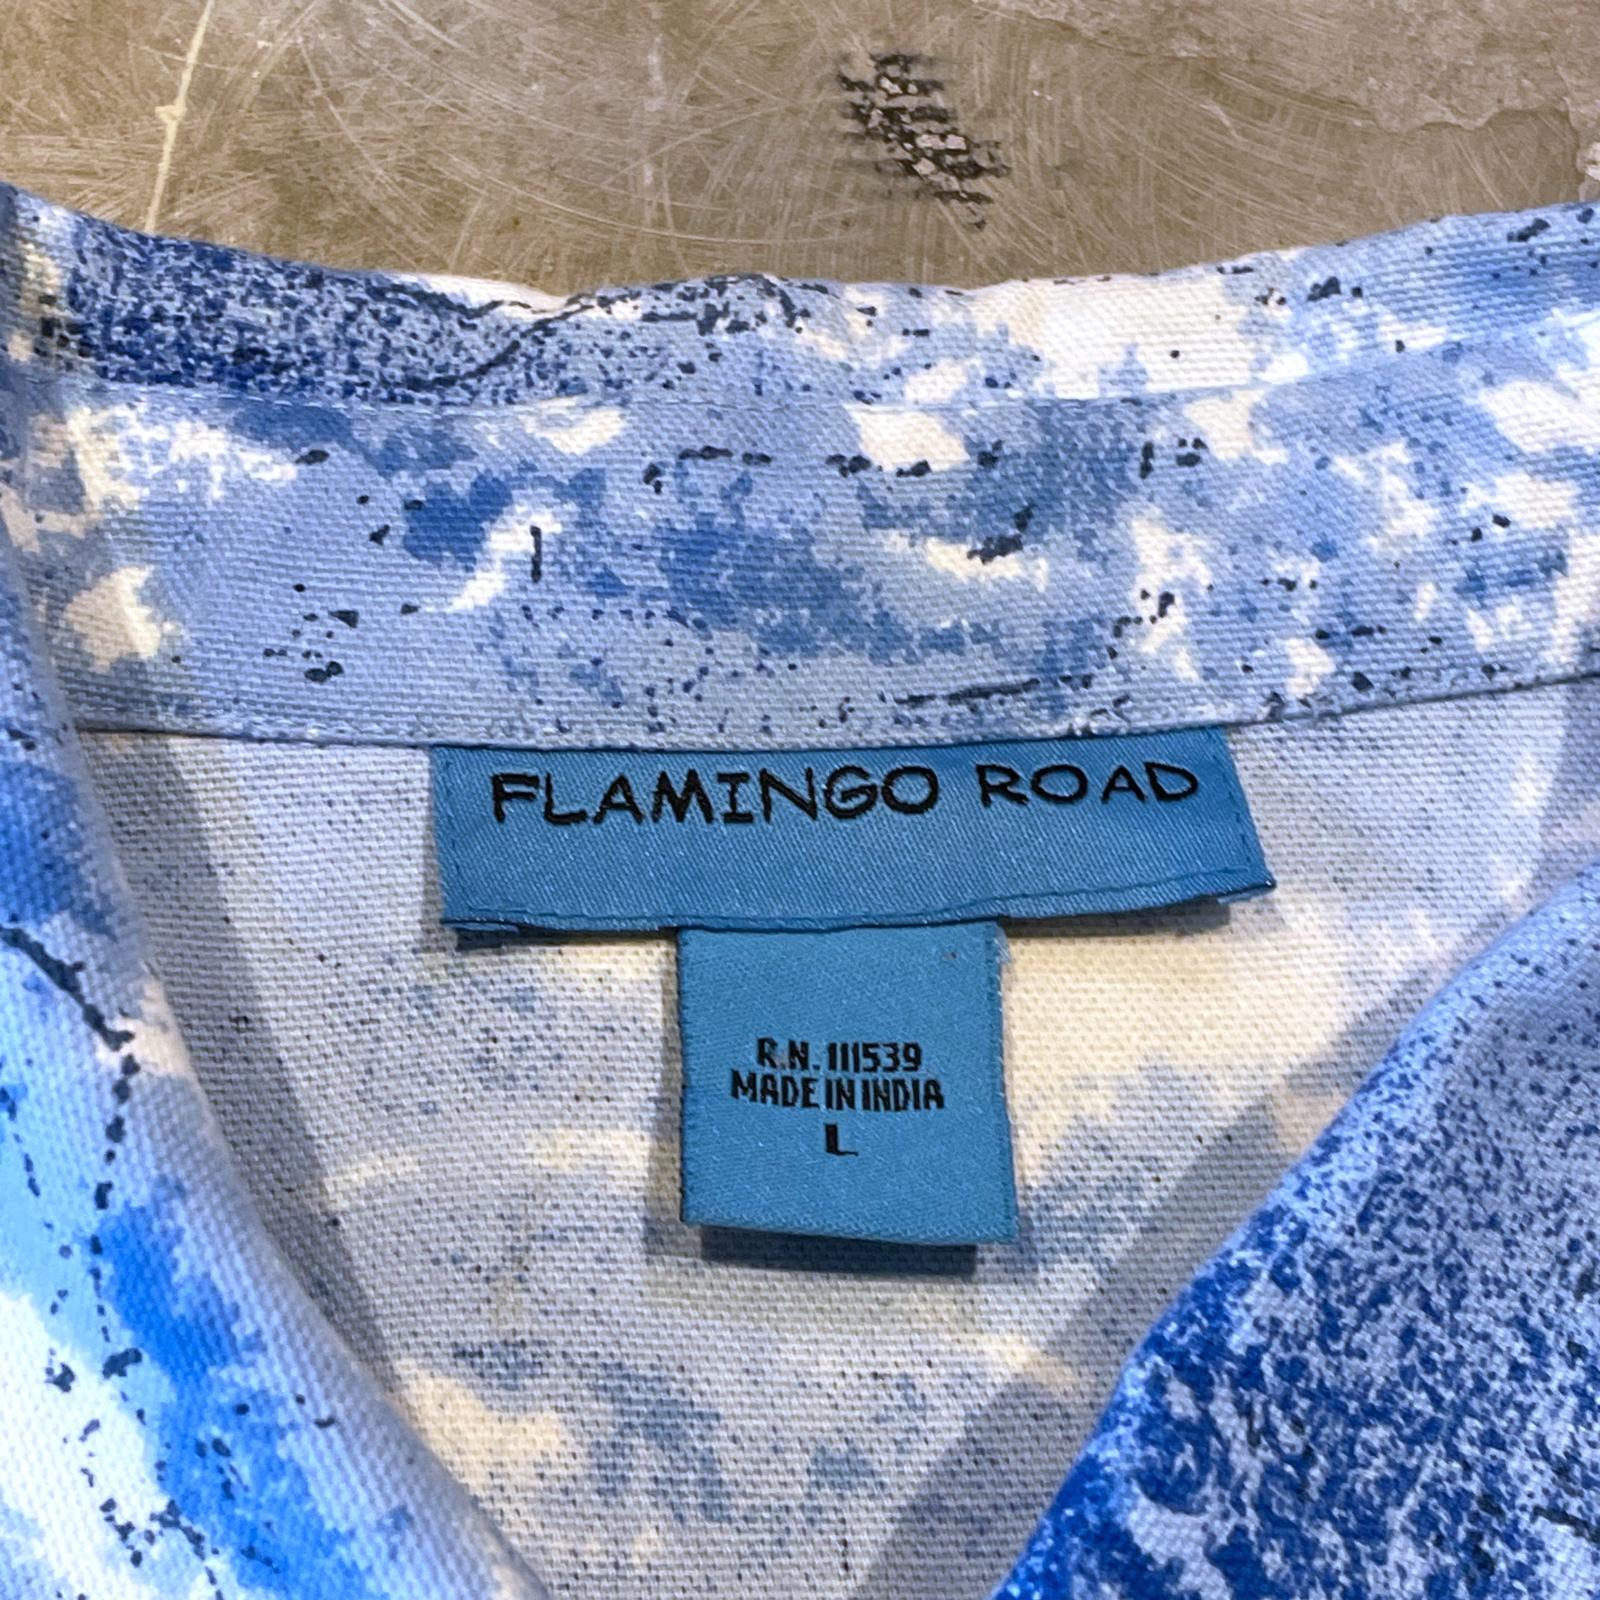 FLAMINGO ROAD
R.N. 111539
MADE IN INDIA
L